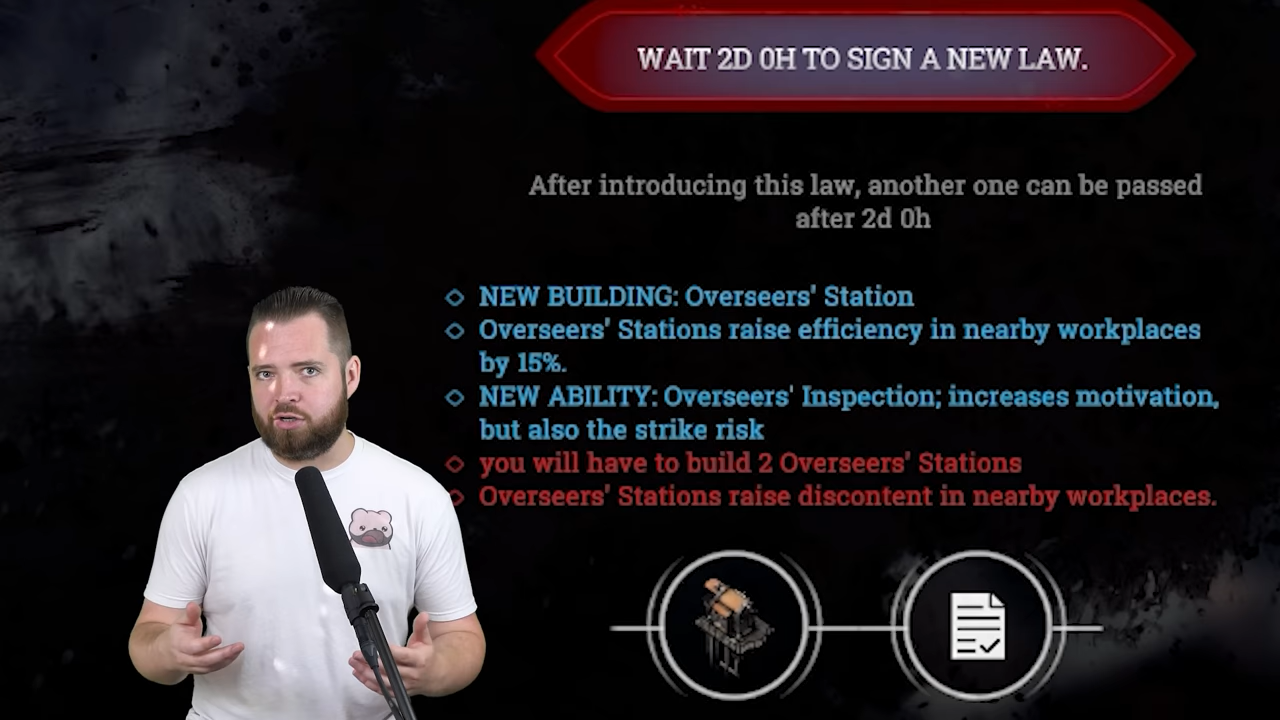 WAIT 2D 0H TO SIGN A NEW LAW.
After introducing this law, another one can be passed
after 2d 0h
NEW BUILDING: Overseers' Station
Overseers' Stations raise efficiency in nearby workplaces
by 15%.
NEW ABILITY: Overseers' Inspection; increases motivation,
but also the strike risk
you will have to build 2 Overseers' Stations
Overseers' Stations raise discontent in nearby workplaces.